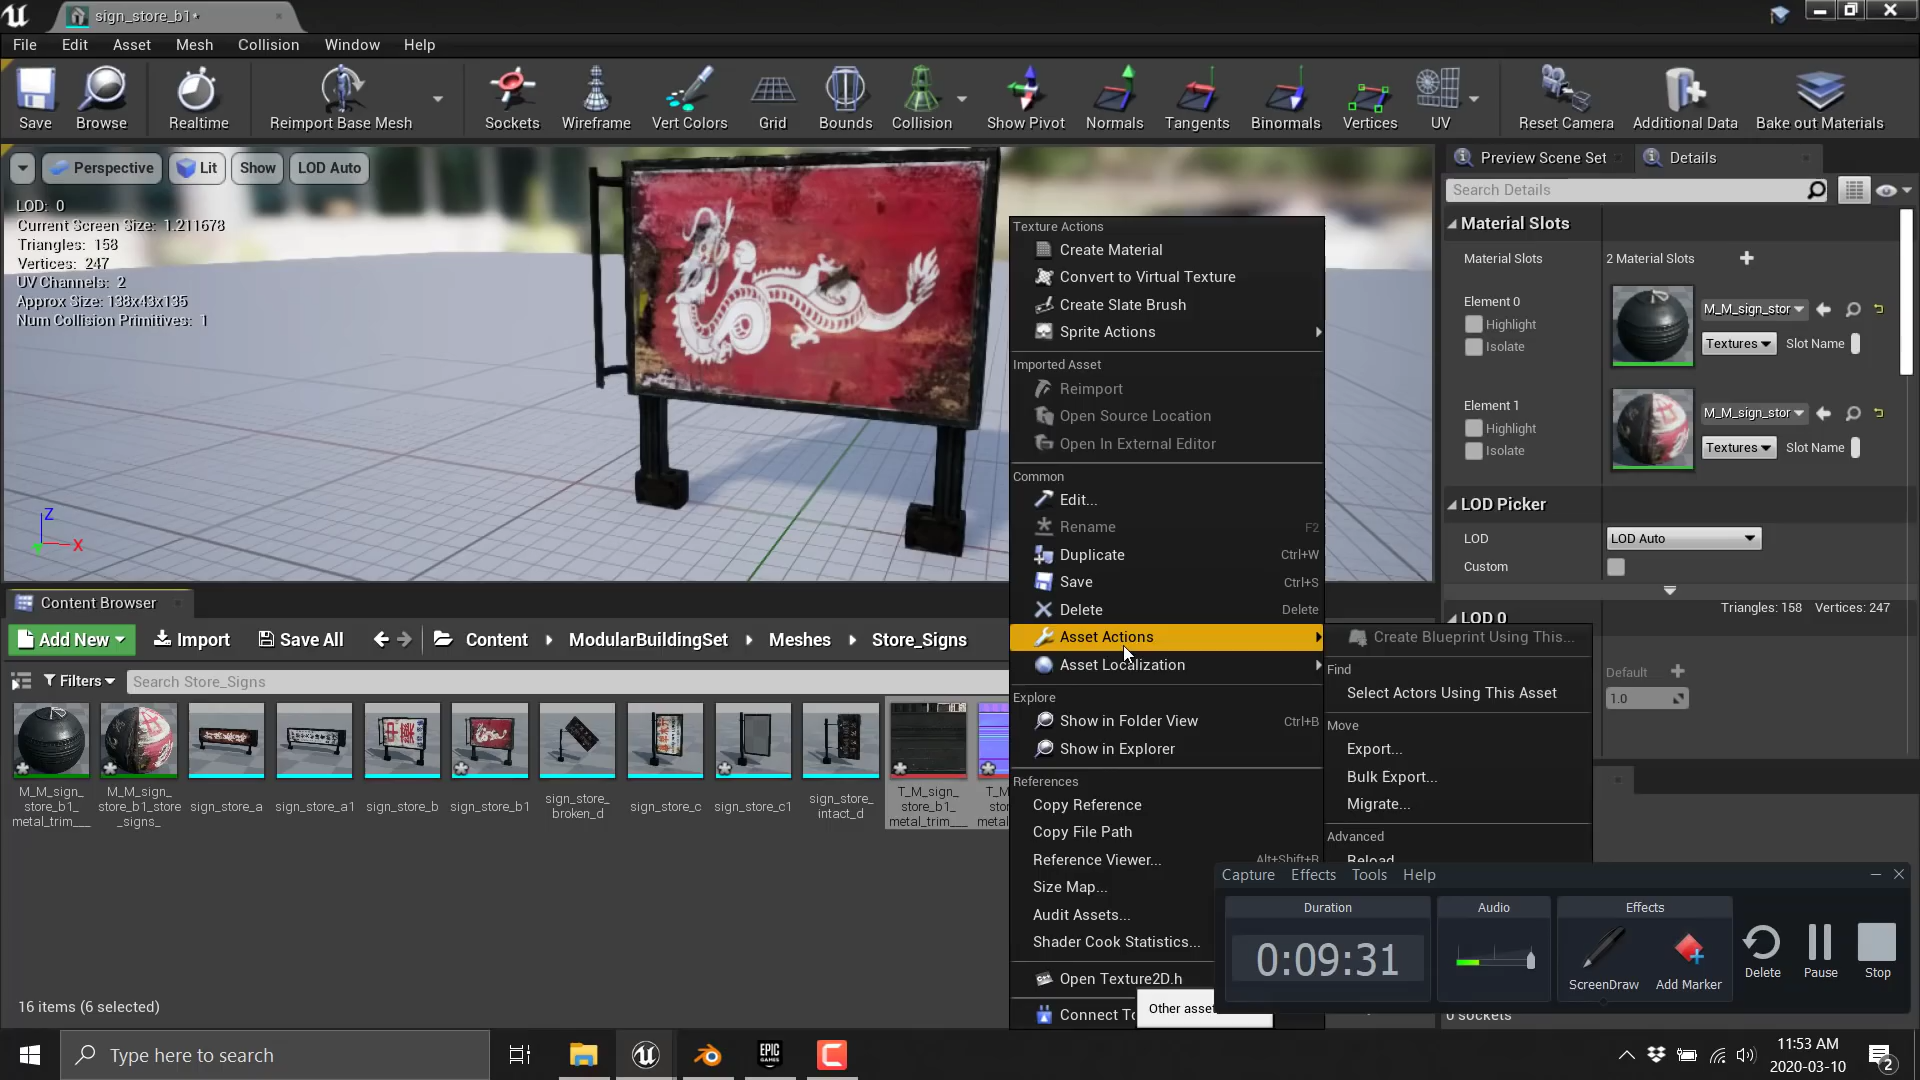 sign_store_b1*
File Edit Asset Mesh Collision Window Help
Save Browse Realtime Reimport Base Mesh Sockets Wireframe Vert Colors Grid Bounds Collision Show Pivot Normals Tangents Binormals Vertices UV Reset Camera Additional Data Bake out Materials
Perspective Lit Show LOD Auto
LOD: 0
Current Screen Size: 1.211678
Triangles: 158
Vertices: 247
UV Channels: 2
Approx Size: 138x43x135
Num Collision Primitives: 1
Z
X
Preview Scene Set Details
Search Details
Material Slots
Material Slots 2 Material Slots
Element 0
Highlight
Isolate
M_M_sign_stor
Textures Slot Name
Element 1
Highlight
Isolate
M_M_sign_stor
Textures Slot Name
LOD Picker
LOD LOD Auto
Custom
LOD 0
Triangles: 158 Vertices: 247
Default
1.0
0 sockets
Texture Actions
Create Material
Convert to Virtual Texture
Create Slate Brush
Sprite Actions
Imported Asset
Reimport
Open Source Location
Open In External Editor
Common
Edit...
Rename F2
Duplicate Ctrl+W
Save Ctrl+S
Delete Delete
Asset Actions
Asset Localization
Explore
Show in Folder View Ctrl+B
Show in Explorer
References
Copy Reference
Copy File Path
Reference Viewer... Alt+Shift+R
Size Map...
Audit Assets...
Shader Cook Statistics...
Open Texture2D.h
Connect To
Other asset
Create Blueprint Using This...
Find
Select Actors Using This Asset
Move
Export...
Bulk Export...
Migrate...
Advanced
Reload
Content Browser
Add New Import Save All Content ModularBuildingSet Meshes Store_Signs
Filters Search Store_Signs
M_M_sign_
store_b1_
metal_trim___
M_M_sign_
store_b1_store
_signs_
sign_store_a
sign_store_a1
sign_store_b
sign_store_b1
sign_store_
broken_d
sign_store_c
sign_store_c1
sign_store_
intact_d
T_M_sign_
store_b1_
metal_trim___
T_M_
16 assets (6 selected)
Capture Effects Tools Help
Duration
0:09:31
Audio
Effects
ScreenDraw Add Marker
Delete Pause Stop
Type here to search
EPIC
GAMES
11:53 AM
2020-03-10
2